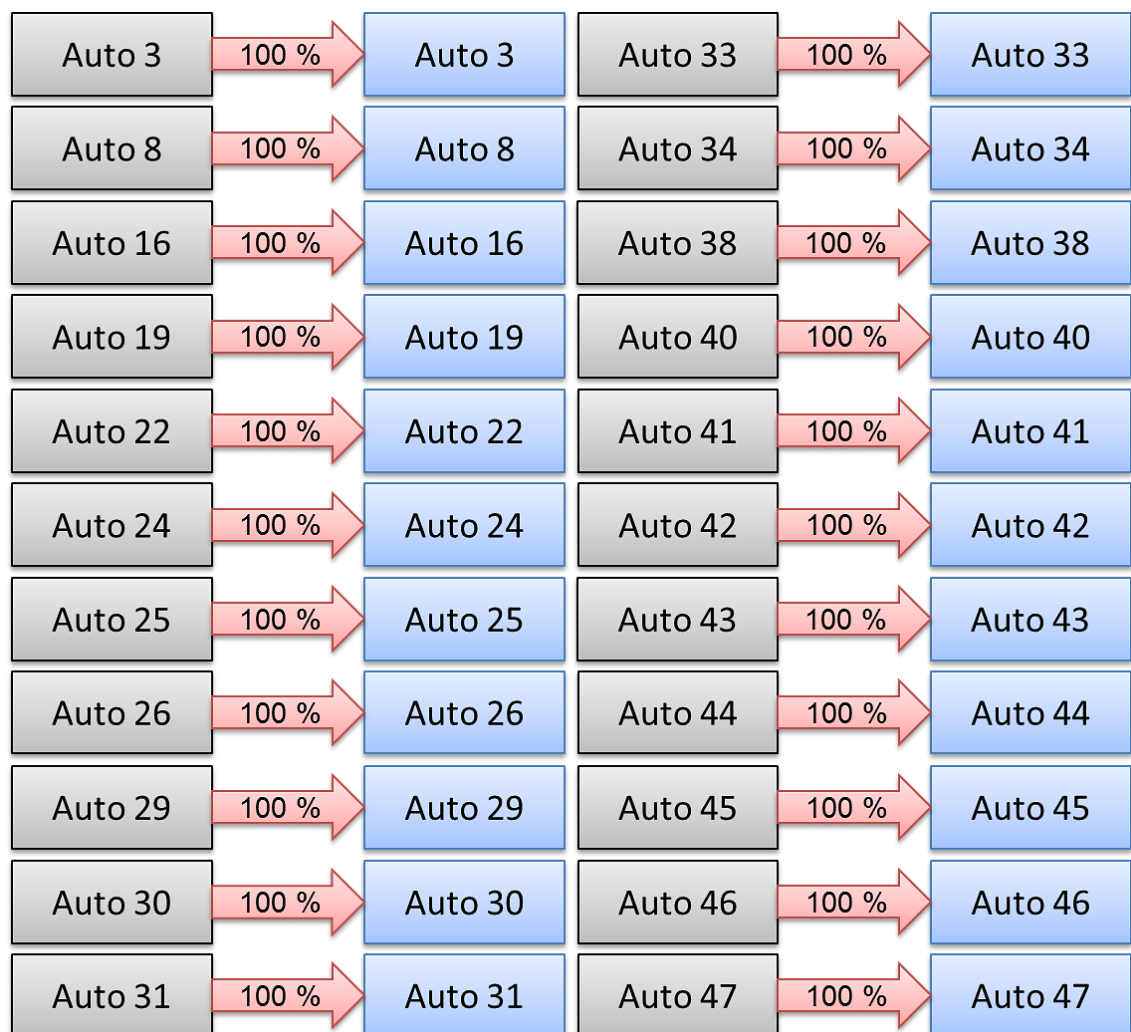 Auto 3 100 % Auto 3 Auto 33 100 % Auto 33
Auto 8 100 % Auto 8 Auto 34 100 % Auto 34
Auto 16 100 % Auto 16 Auto 38 100 % Auto 38
Auto 19 100 % Auto 19 Auto 40 100 % Auto 40
Auto 22 100 % Auto 22 Auto 41 100 % Auto 41
Auto 24 100 % Auto 24 Auto 42 100 % Auto 42
Auto 25 100 % Auto 25 Auto 43 100 % Auto 43
Auto 26 100 % Auto 26 Auto 44 100 % Auto 44
Auto 29 100 % Auto 29 Auto 45 100 % Auto 45
Auto 30 100 % Auto 30 Auto 46 100 % Auto 46
Auto 31 100 % Auto 31 Auto 47 100 % Auto 47